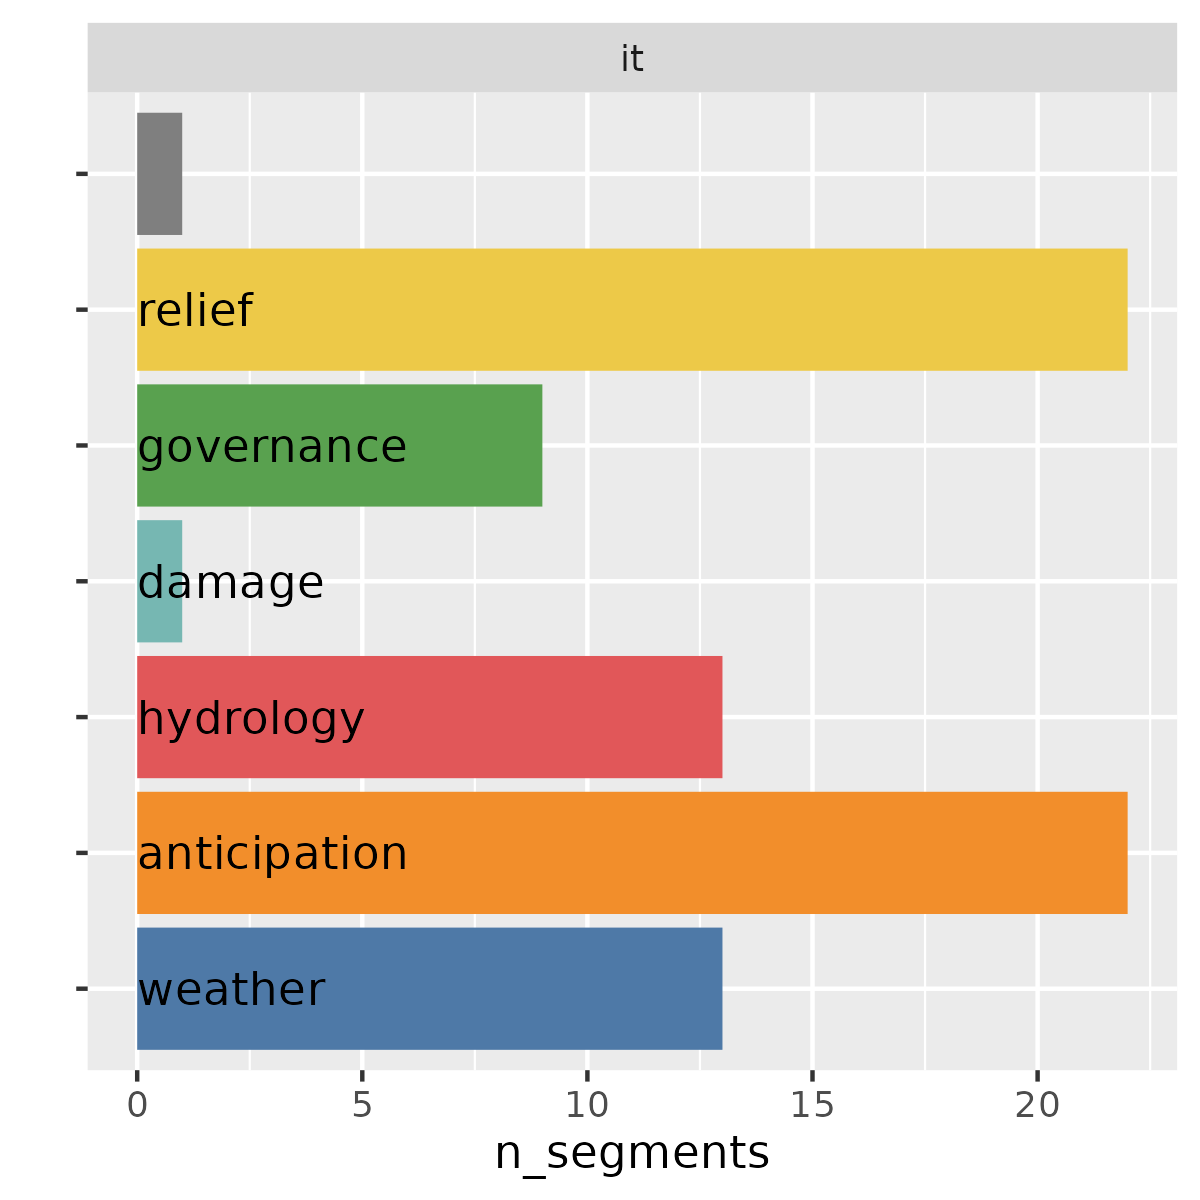 it
relief
governance
damage
hydrology
anticipation
weather
0 5 10 15 20
n_segments